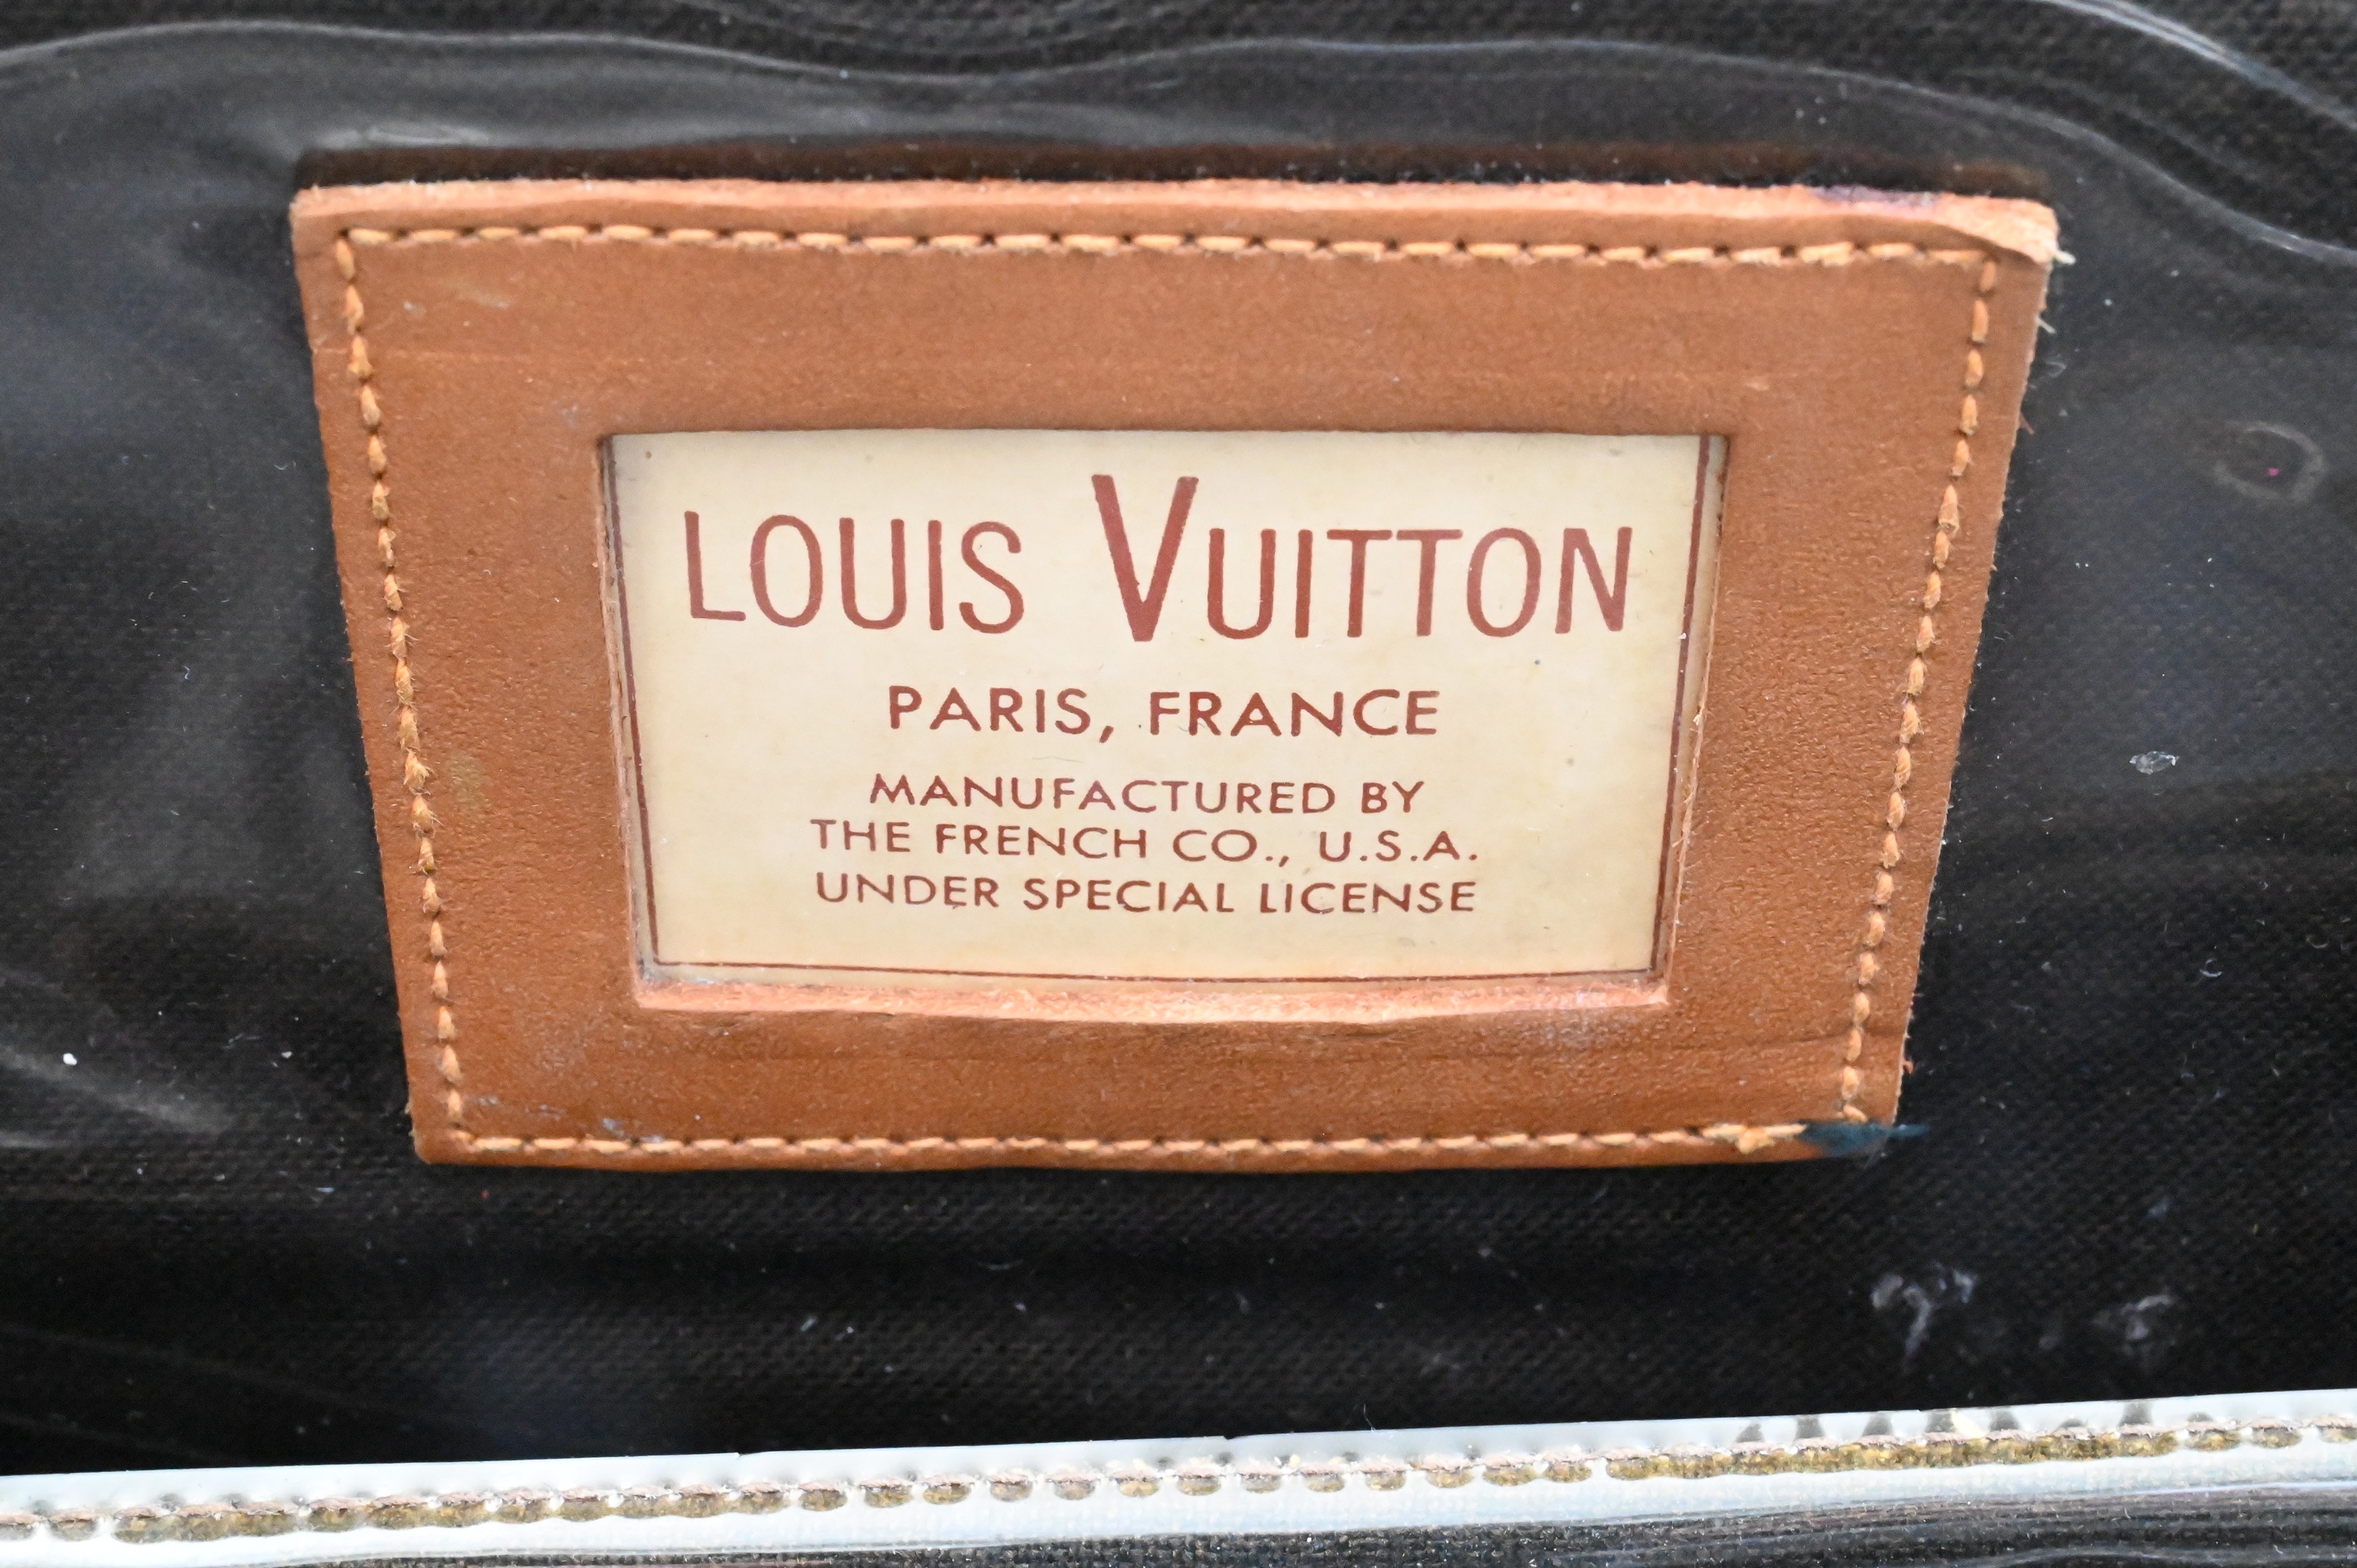 LOUIS VUITTON
PARIS, FRANCE
MANUFACTURED BY
THE FRENCH CO., U.S.A.
UNDER SPECIAL LICENSE